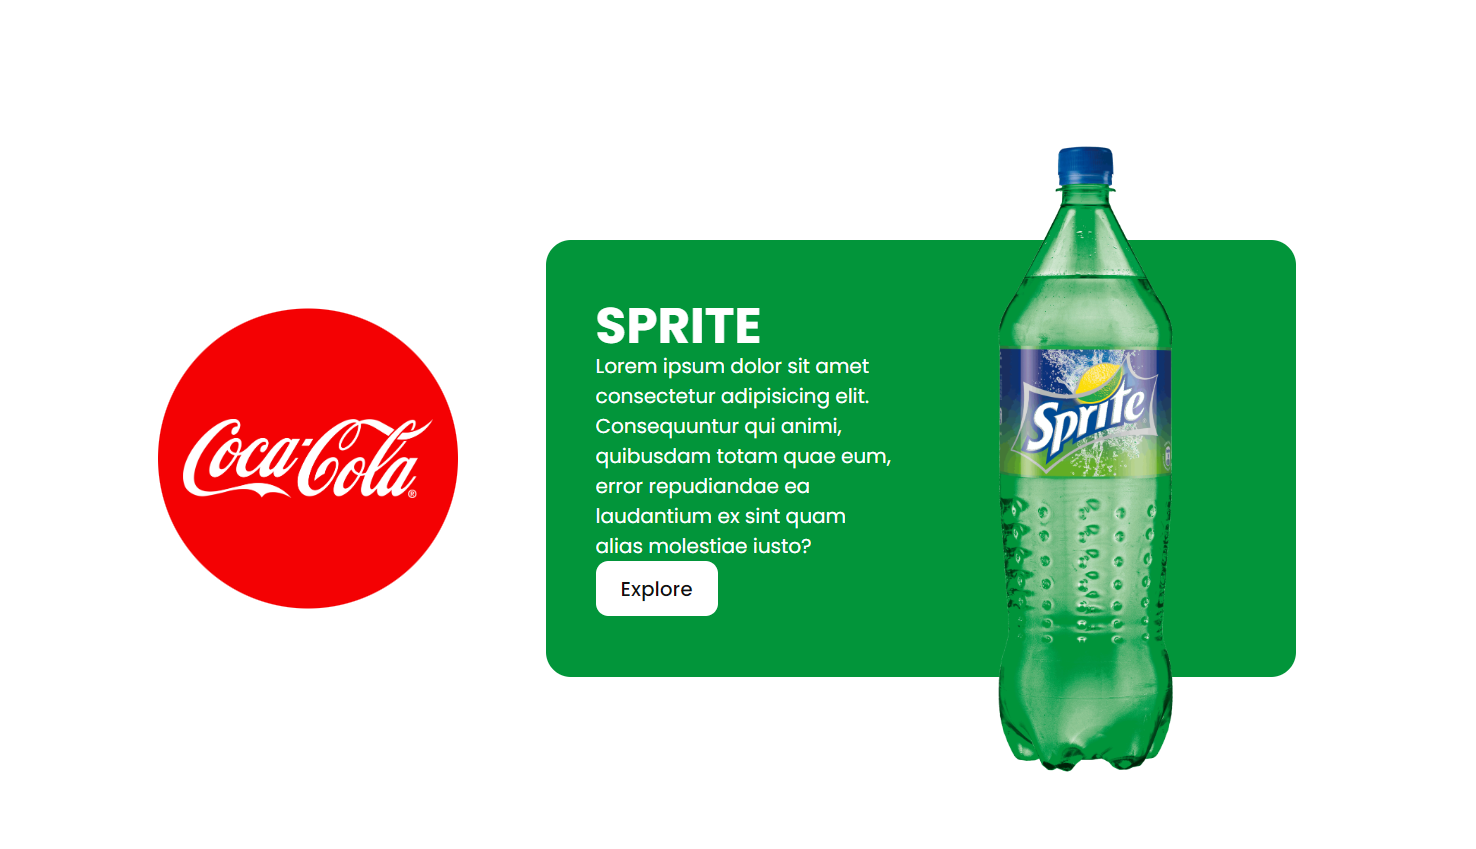 Coca-Cola®
SPRITE
Lorem ipsum dolor sit amet
consectetur adipisicing elit.
Consequuntur qui animi,
quibusdam totam quae eum,
error repudiandae ea
laudantium ex sint quam
alias molestiae iusto?
Explore
Sprite